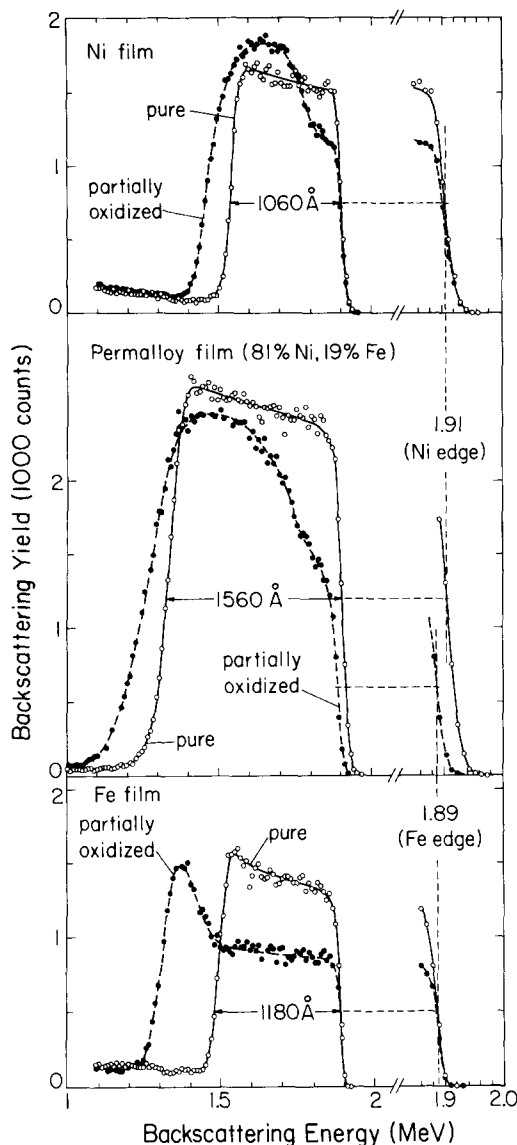 2
Ni film
pure
partially
oxidized
1060 Å
1
0
Permalloy film (81% Ni, 19% Fe)
2
1.91
(Ni edge)
1560 Å
1
partially
oxidized
pure
0
Fe film
partially
oxidized
pure
1.89
(Fe edge)
1180 Å
1
0
1
1.5
2
1.9
2.0
Backscattering Energy (MeV)
Backscattering Yield (1000 counts)